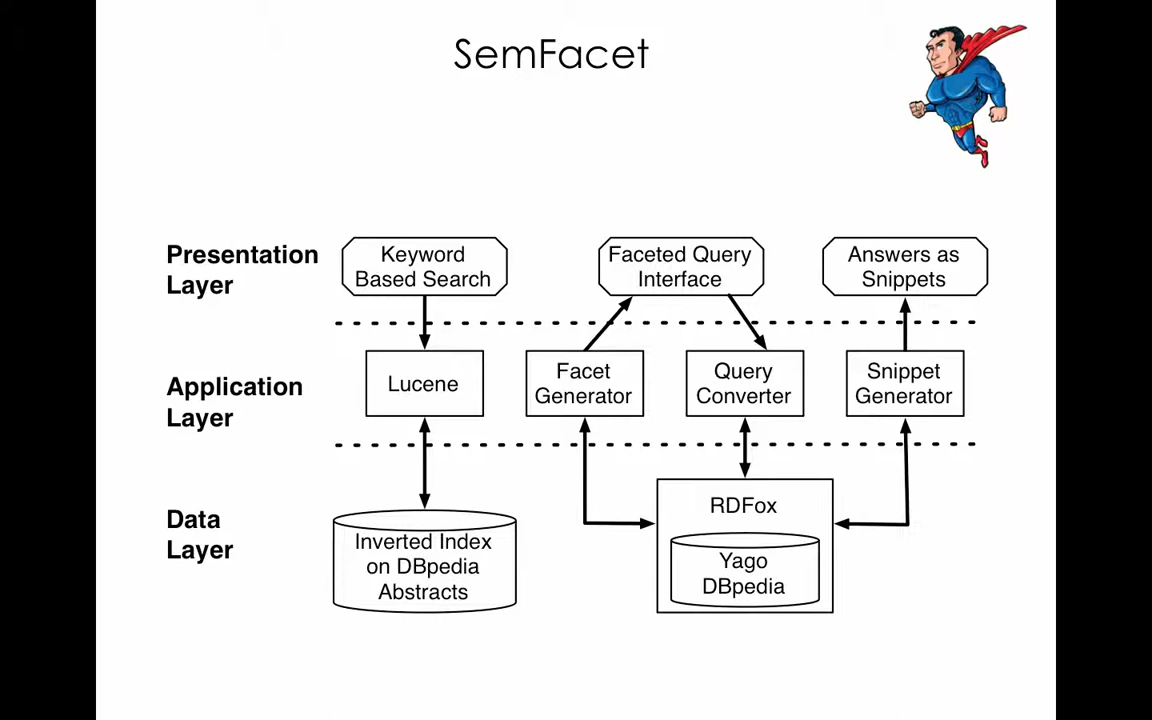 SemFacet
Presentation
Layer
Keyword
Based Search
Faceted Query
Interface
Answers as
Snippets
Application
Layer
Lucene
Facet
Generator
Query
Converter
Snippet
Generator
Data
Layer
Inverted Index
on DBpedia
Abstracts
RDFox
Yago
DBpedia